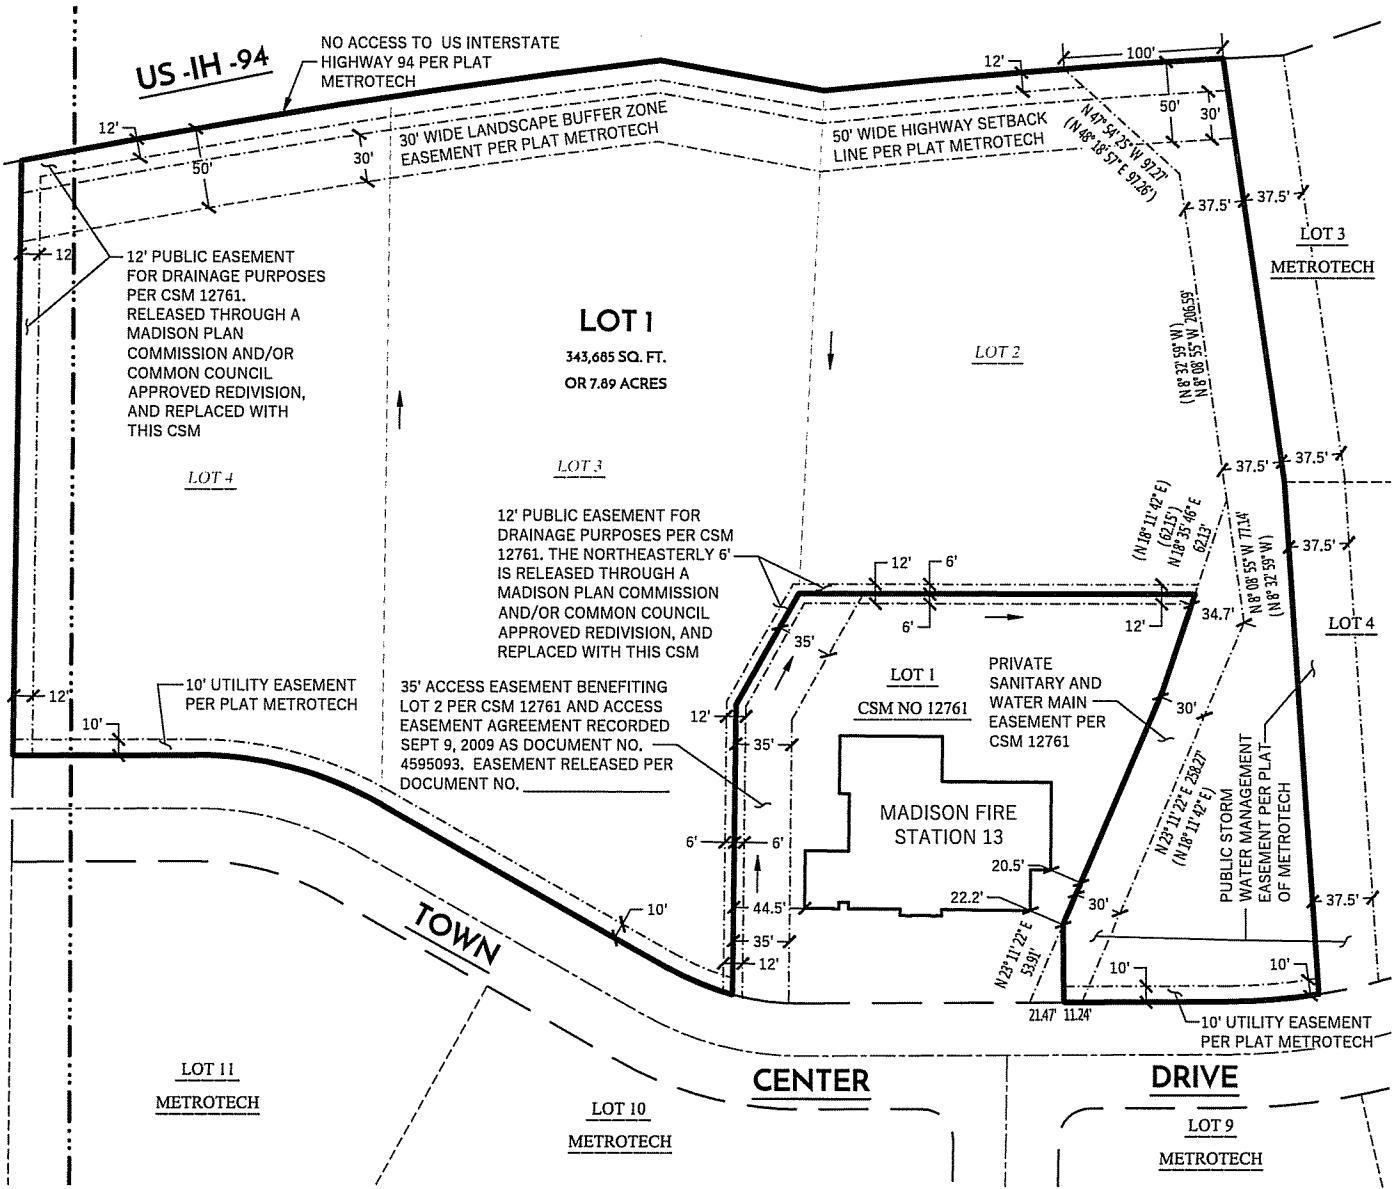 US -IH -94
NO ACCESS TO US INTERSTATE
HIGHWAY 94 PER PLAT
METROTECH
12'
50'
30'
30' WIDE LANDSCAPE BUFFER ZONE
EASEMENT PER PLAT METROTECH
50' WIDE HIGHWAY SETBACK
LINE PER PLAT METROTECH
12'
100'
50'
30'
N 47° 54' 25" W 97.27'
(N 48° 18' 57" E 97.26')
37.5'
37.5'
LOT 3
METROTECH
12
12' PUBLIC EASEMENT
FOR DRAINAGE PURPOSES
PER CSM 12761.
RELEASED THROUGH A
MADISON PLAN
COMMISSION AND/OR
COMMON COUNCIL
APPROVED REDIVISION,
AND REPLACED WITH
THIS CSM
LOT 1
343,685 SQ. FT.
OR 7.89 ACRES
LOT 2
(N 8° 32' 59" W)
N 8° 08' 55" W 206.59'
LOT 4
LOT 3
37.5'
37.5'
12' PUBLIC EASEMENT FOR
DRAINAGE PURPOSES PER CSM
12761. THE NORTHEASTERLY 6'
IS RELEASED THROUGH A
MADISON PLAN COMMISSION
AND/OR COMMON COUNCIL
APPROVED REDIVISION, AND
REPLACED WITH THIS CSM
(N 18° 11' 42" E)
(62.15')
N 18° 35' 46" E
62.13'
N 8° 08' 55" W 77.14'
(N 8° 32' 59" W)
37.5'
12'
6'
6'
12'
34.7'
35'
LOT 4
LOT 1
CSM NO 12761
PRIVATE
SANITARY AND
WATER MAIN
EASEMENT PER
CSM 12761
12'
10' UTILITY EASEMENT
PER PLAT METROTECH
10'
35' ACCESS EASEMENT BENEFITING
LOT 2 PER CSM 12761 AND ACCESS
EASEMENT AGREEMENT RECORDED
SEPT 9, 2009 AS DOCUMENT NO.
4595093. EASEMENT RELEASED PER
DOCUMENT NO.
12'
35'
30'
N 23° 11' 22" E 258.27'
(N 18° 11' 42" E)
PUBLIC STORM
WATER MANAGEMENT
EASEMENT PER PLAT
OF METROTECH
MADISON FIRE
STATION 13
6'
6'
20.5'
22.2'
30'
37.5'
10'
44.5'
35'
12'
N 23° 11' 22" E
53.91'
10'
10'
21.47'
11.24'
10' UTILITY EASEMENT
PER PLAT METROTECH
TOWN
CENTER
DRIVE
LOT 11
METROTECH
LOT 10
METROTECH
LOT 9
METROTECH